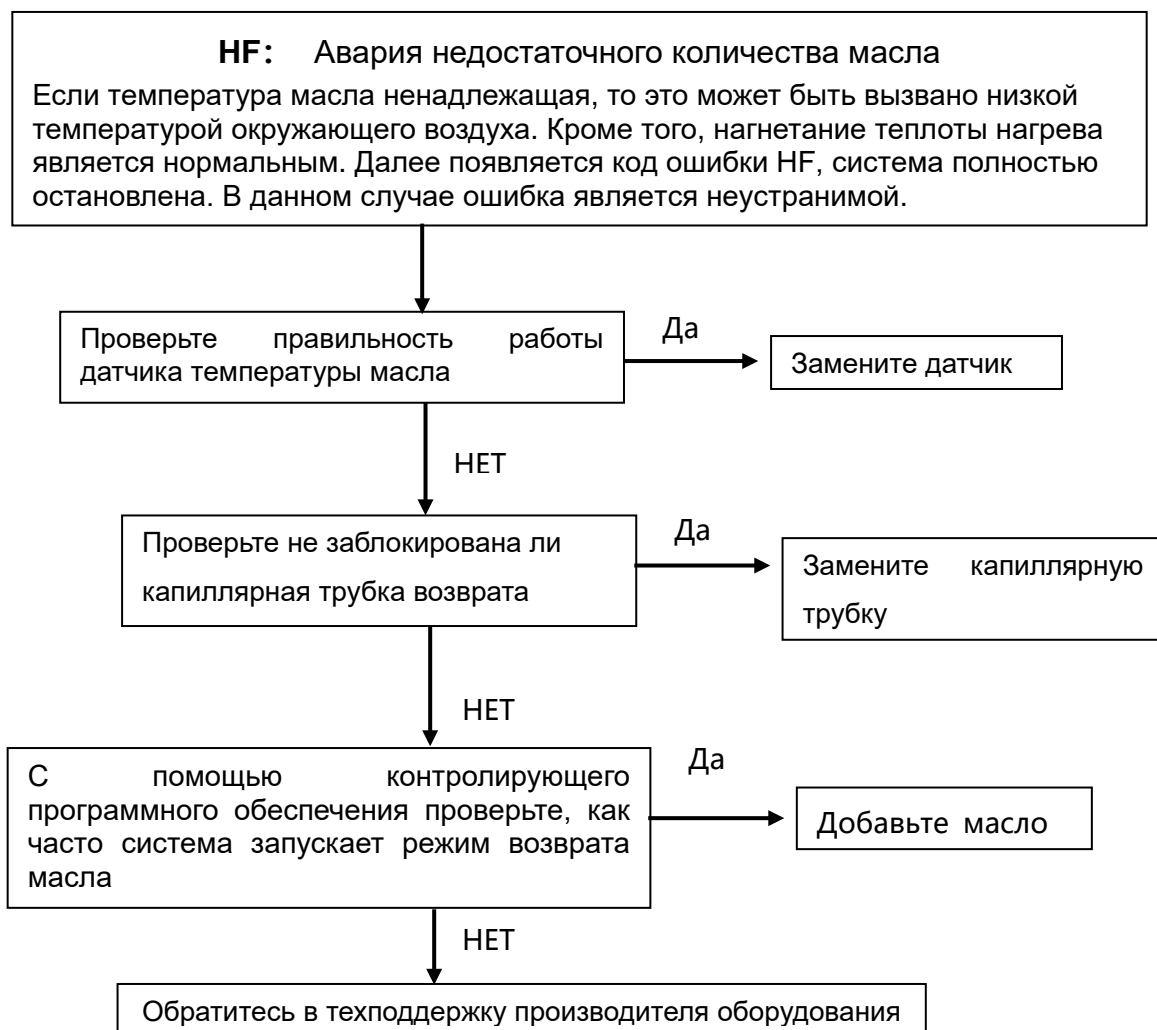 HF: Авария недостаточного количества масла
Если температура масла ненадлежащая, то это может быть вызвано низкой
температурой окружающего воздуха. Кроме того, нагнетание теплоты нагрева
является нормальным. Далее появляется код ошибки HF, система полностью
остановлена. В данном случае ошибка является неустранимой.
Проверьте правильность работы
датчика температуры масла
Да
Замените датчик
НЕТ
Проверьте не заблокирована ли
капиллярная трубка возврата
Да
Замените капиллярную
трубку
НЕТ
С помощью контролирующего
программного обеспечения проверьте, как
часто система запускает режим возврата
масла
Да
Добавьте масло
НЕТ
Обратитесь в техподдержку производителя оборудования